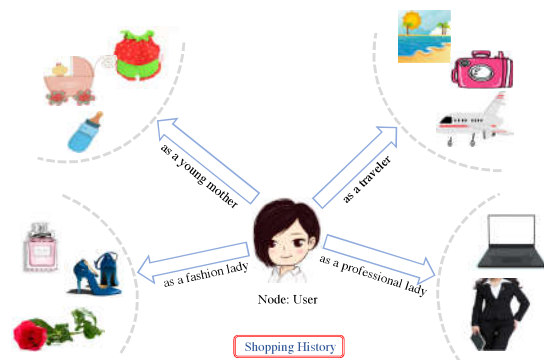 as a young mother
as a traveler
as a fashion lady
as a professional lady
Node: User
Shopping History